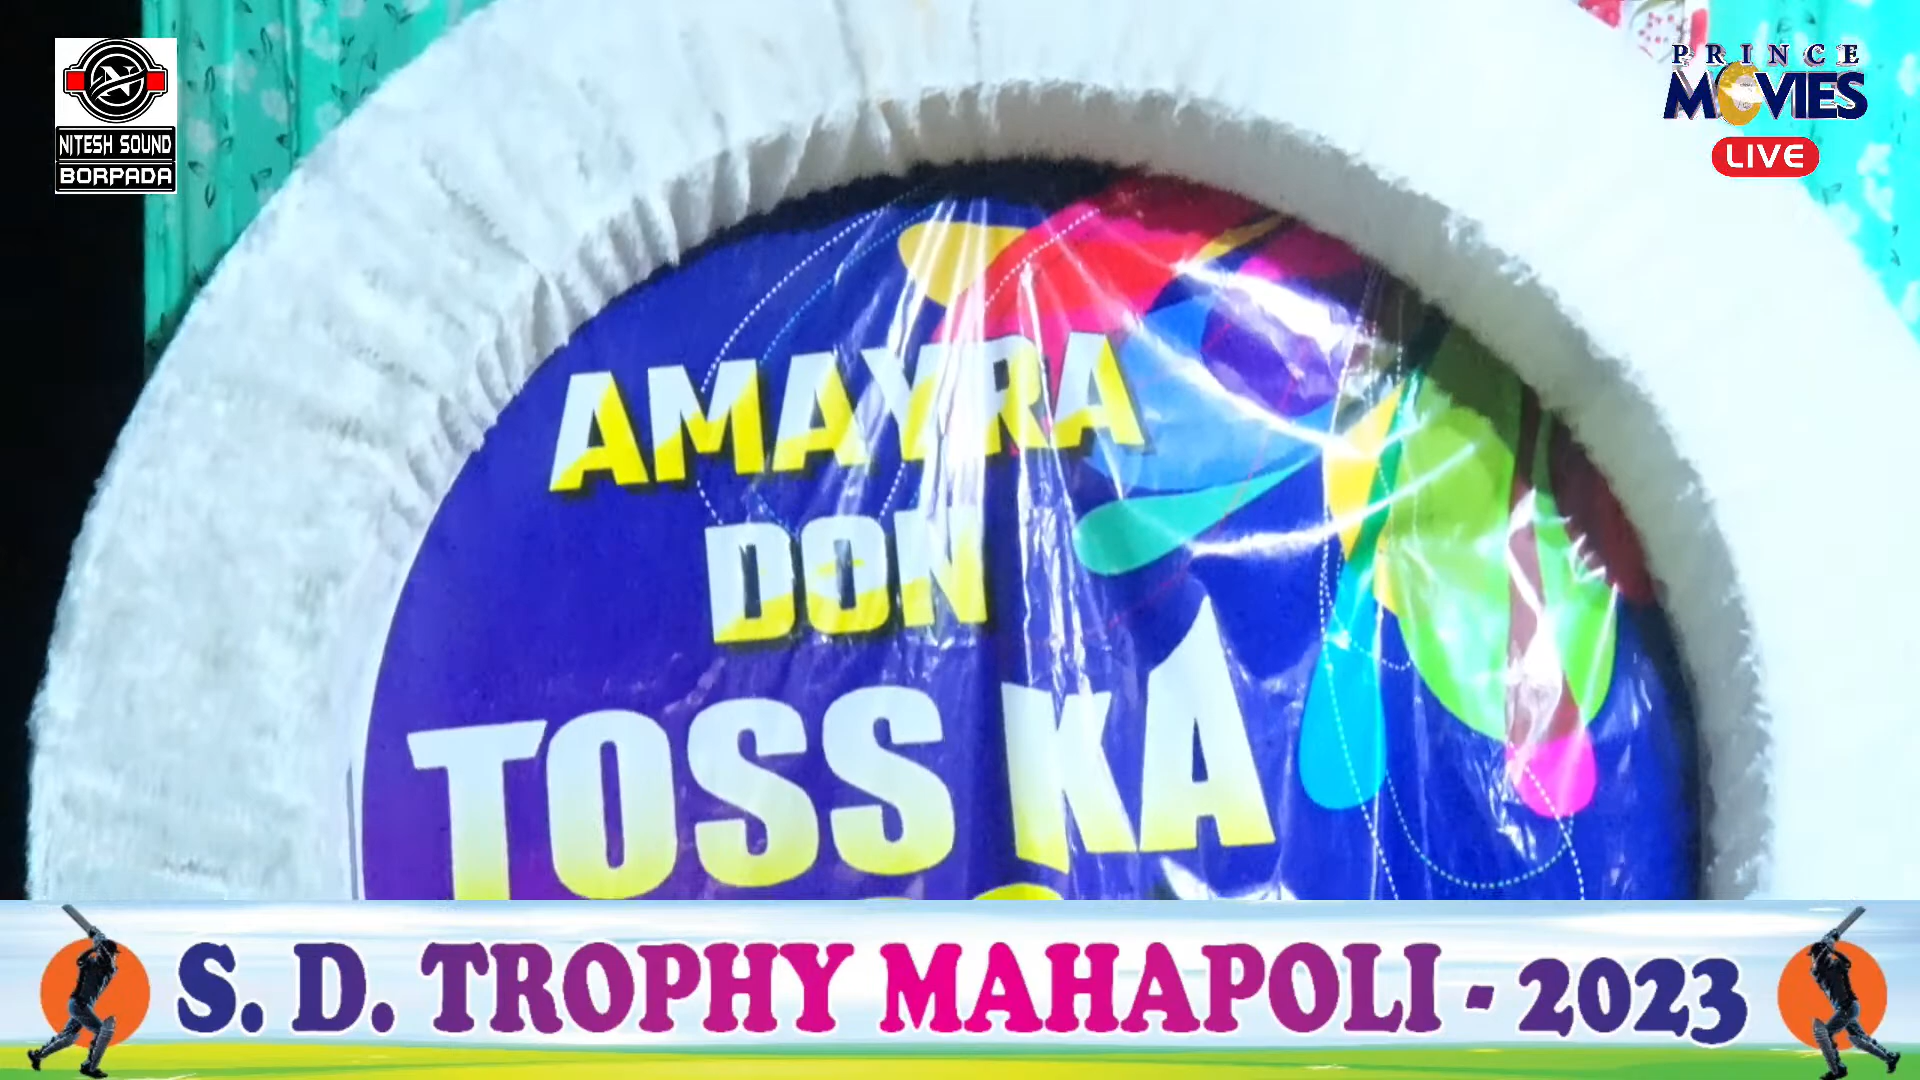 NITESH SOUND
BORPADA
PRINCE
MOVIES
LIVE
AMAYRA
DON
TOSS KA
S. D. TROPHY MAHAPOLI - 2023